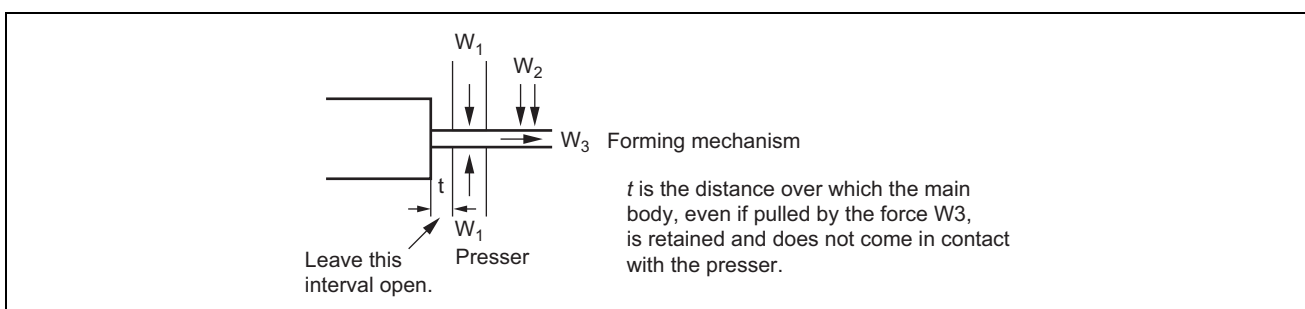 W1
W2
W3 Forming mechanism
t
W1
Presser
Leave this
interval open.
t is the distance over which the main
body, even if pulled by the force W3,
is retained and does not come in contact
with the presser.